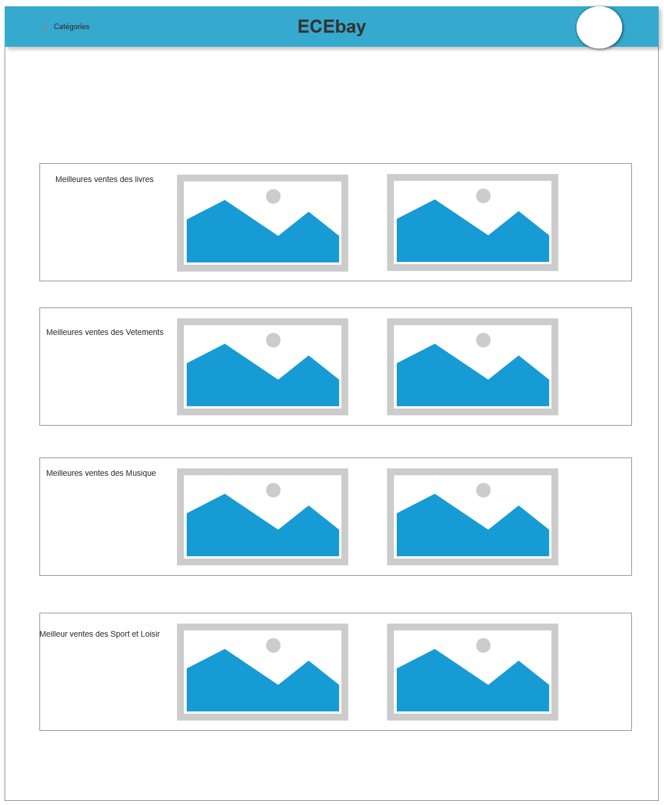 Catégories
ECEbay
Meilleures ventes des livres
Meilleures ventes des Vetements
Meilleures ventes des Musique
Meilleur ventes des Sport et Loisir